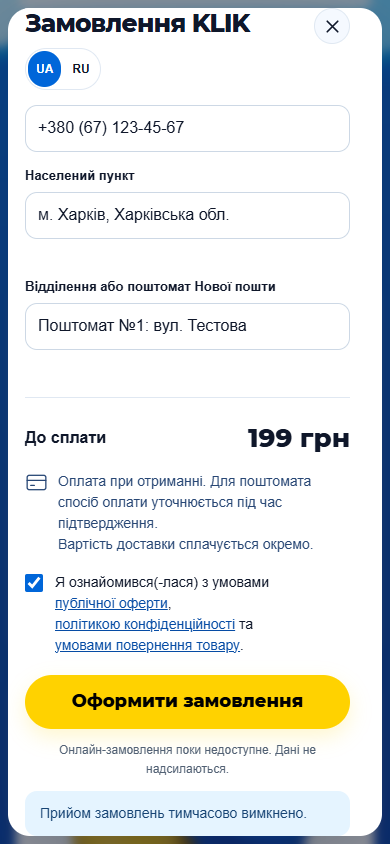 Замовлення KLIK
UA RU
+380 (67) 123-45-67
Населений пункт
м. Харків, Харківська обл.
Відділення або поштомат Нової пошти
Поштомат №1: вул. Тестова
До сплати 199 грн
Оплата при отриманні. Для поштомата
спосіб оплати уточнюється під час
підтвердження.
Вартість доставки сплачується окремо.
Я ознайомився(-лася) з умовами
публічної оферти,
політикою конфіденційності та
умовами повернення товару.
Оформити замовлення
Онлайн-замовлення поки недоступне. Дані не
надсилаються.
Прийом замовлень тимчасово вимкнено.